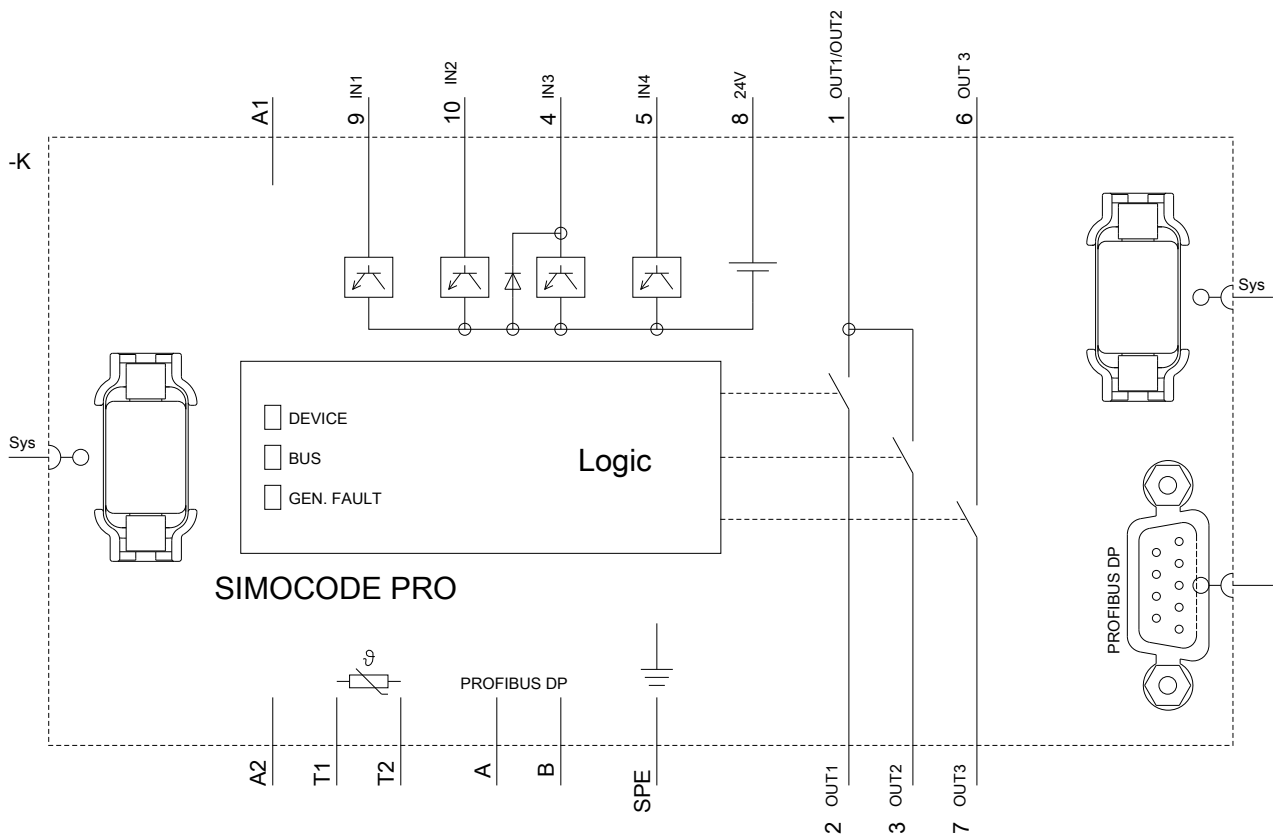 A1
9 IN1
10 IN2
4 IN3
5 IN4
8 24V
1 OUT1/OUT2
6 OUT 3
-K
Sys
Sys
DEVICE
BUS
GEN. FAULT
Logic
SIMOCODE PRO
PROFIBUS DP
ϑ
PROFIBUS DP
A2
T1
T2
A
B
SPE
2 OUT1
3 OUT2
7 OUT3